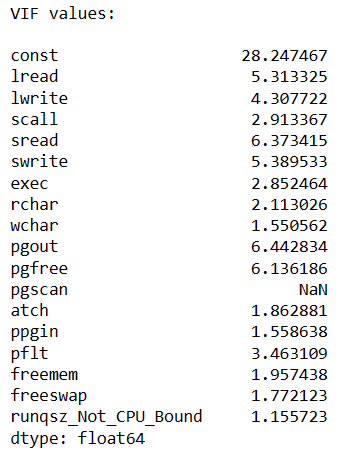 VIF values:

const                  28.247467
lread                   5.313325
lwrite                  4.307722
scall                   2.913367
sread                   6.373415
swrite                  5.389533
exec                    2.852464
rchar                   2.113026
wchar                   1.550562
pgout                   6.442834
pgfree                  6.136186
pgscan                       NaN
atch                    1.862881
ppgin                   1.558638
pflt                    3.463109
freemem                 1.957438
freeswap                1.772123
runqsz_Not_CPU_Bound    1.155723
dtype: float64